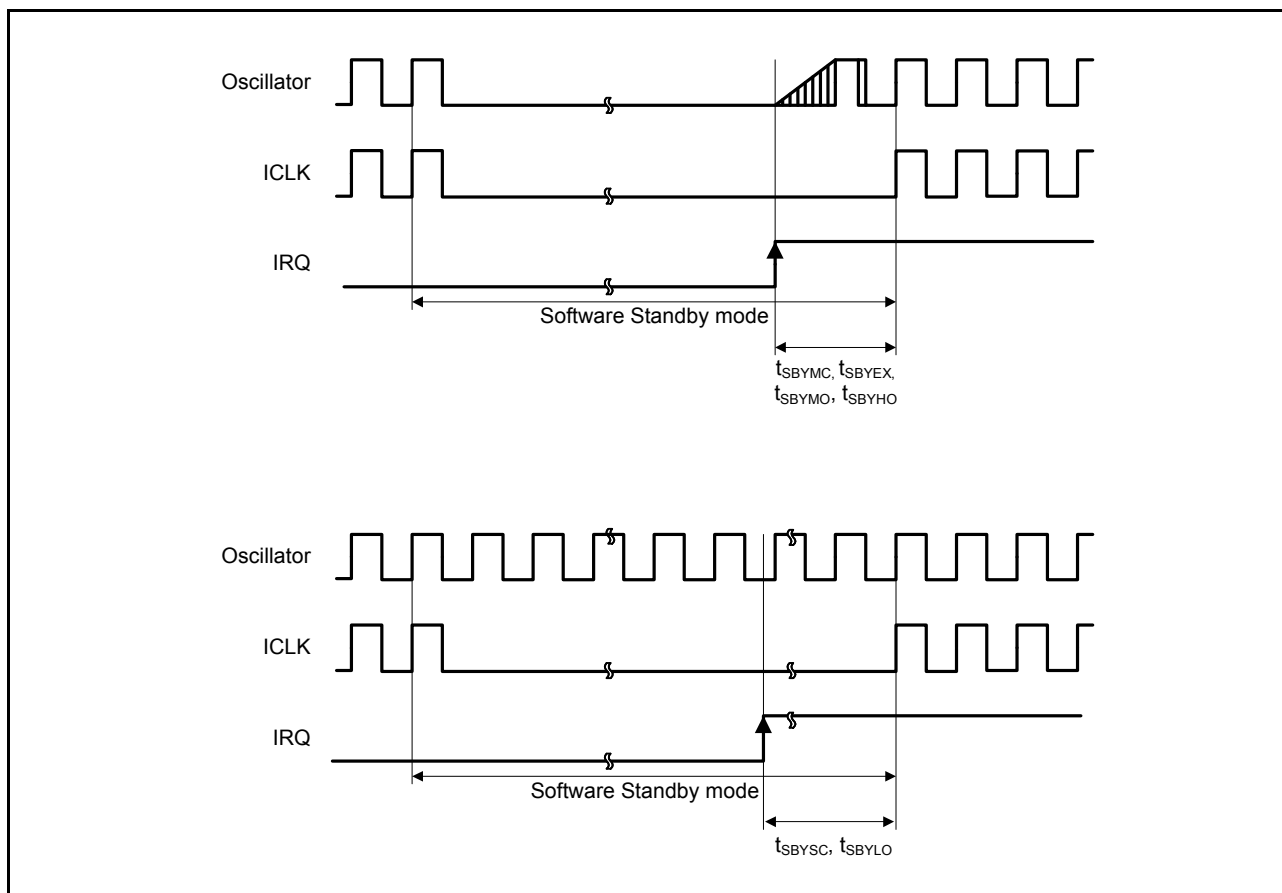 Oscillator
ICLK
IRQ
Software Standby mode
tSBYMC, tSBYEX,
tSBYMO, tSBYHO
Oscillator
ICLK
IRQ
Software Standby mode
tSBYSC, tSBYLO